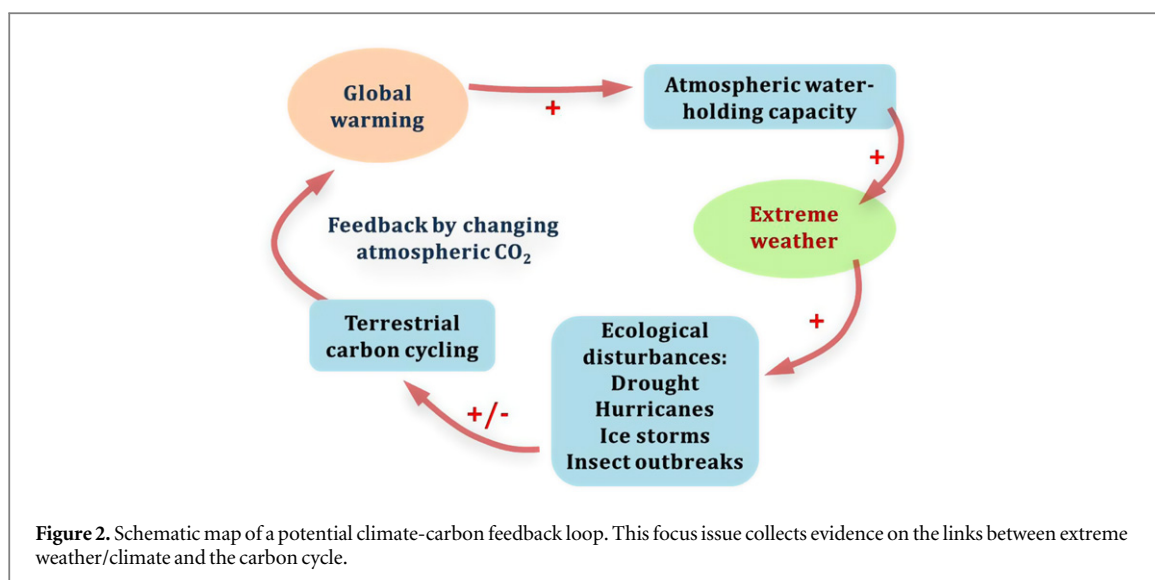 Global
warming
+
Atmospheric water-
holding capacity
+
Extreme
weather
+
Ecological
disturbances:
Drought
Hurricanes
Ice storms
Insect outbreaks
+/-
Terrestrial
carbon cycling
Feedback by changing
atmospheric CO₂
Figure 2. Schematic map of a potential climate-carbon feedback loop. This focus issue collects evidence on the links between extreme
weather/climate and the carbon cycle.